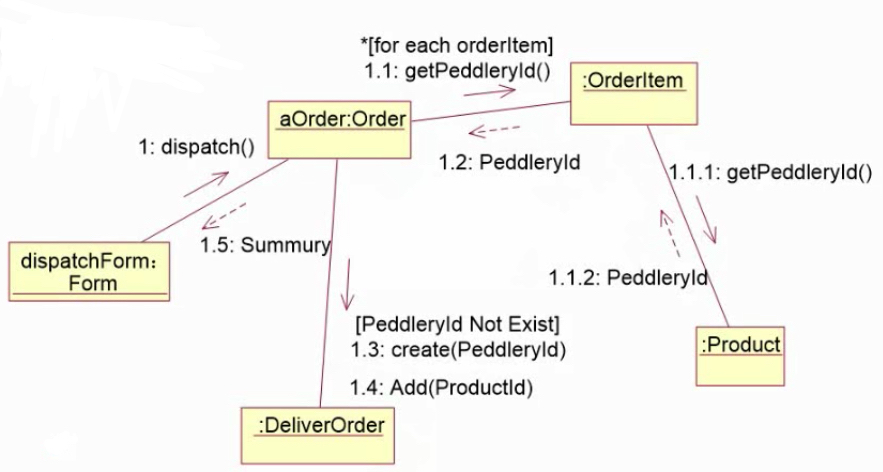 *[for each orderItem]
1.1: getPeddleryId()
:OrderItem
aOrder:Order
1: dispatch()
1.2: PeddleryId
1.1.1: getPeddleryId()
1.5: Summury
dispatchForm：
Form
1.1.2: PeddleryId
[PeddleryId Not Exist]
1.3: create(PeddleryId)
:Product
1.4: Add(ProductId)
:DeliverOrder